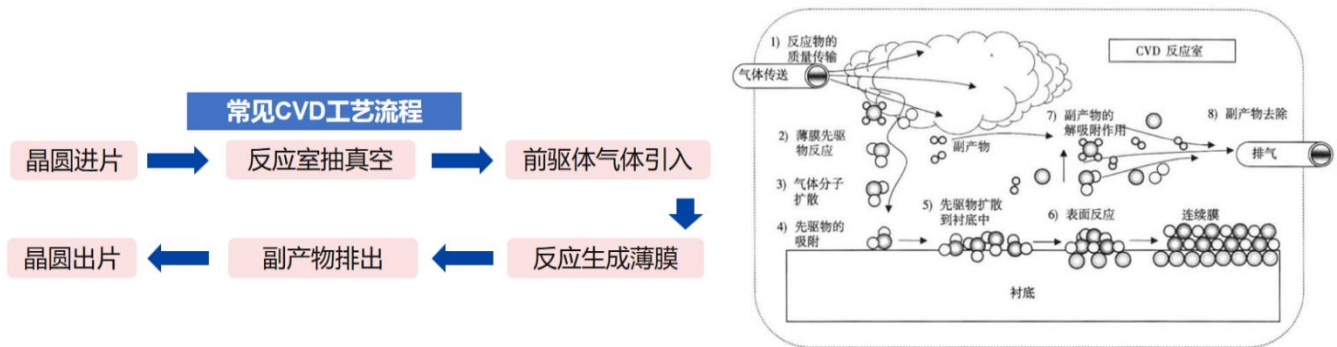 常见CVD工艺流程
晶圆进片
反应室抽真空
前驱体气体引入
反应生成薄膜
副产物排出
晶圆出片
1) 反应物的
质量传输
CVD 反应室
气体传送
2) 薄膜先驱
物反应
副产物
3) 气体分子
扩散
4) 先驱物的
吸附
5) 先驱物扩散
到衬底中
6) 表面反应
7) 副产物的
解吸附作用
8) 副产物去除
排气
连续膜
衬底